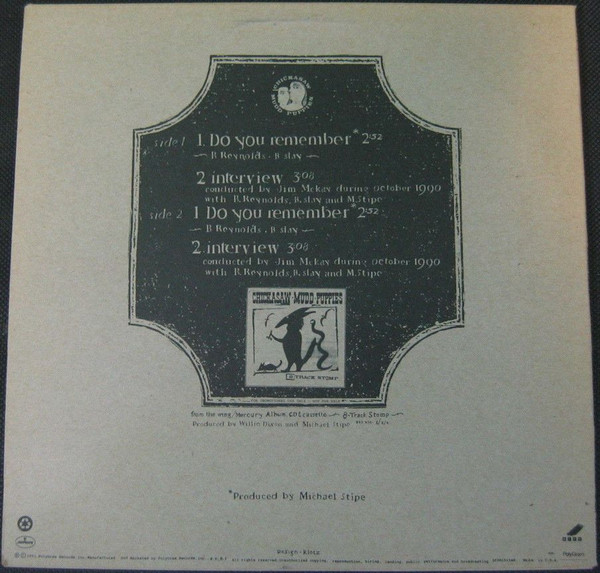 CHICKASAW MUDD PUPPIES
side 1 1. Do you remember* 2:52
— B Reynolds. B slay —
2 interview 3:08
conducted by Jim Mckay during october 1990
with B. Reynolds, B. slay and M. Stipe
side 2 1 Do you remember* 2:52
— B Reynolds. B slay —
2. interview 3:08
conducted by Jim Mckay during october 1990
with B. Reynolds, B. slay and M. Stipe
CHICKASAW MUDD PUPPIES
8 TRACK STOMP
from the wing/Mercury Album, CD & cassette — 8-Track Stomp —
Produced by Willie Dixon and Michael Stipe
*Produced by Michael Stipe
Design-